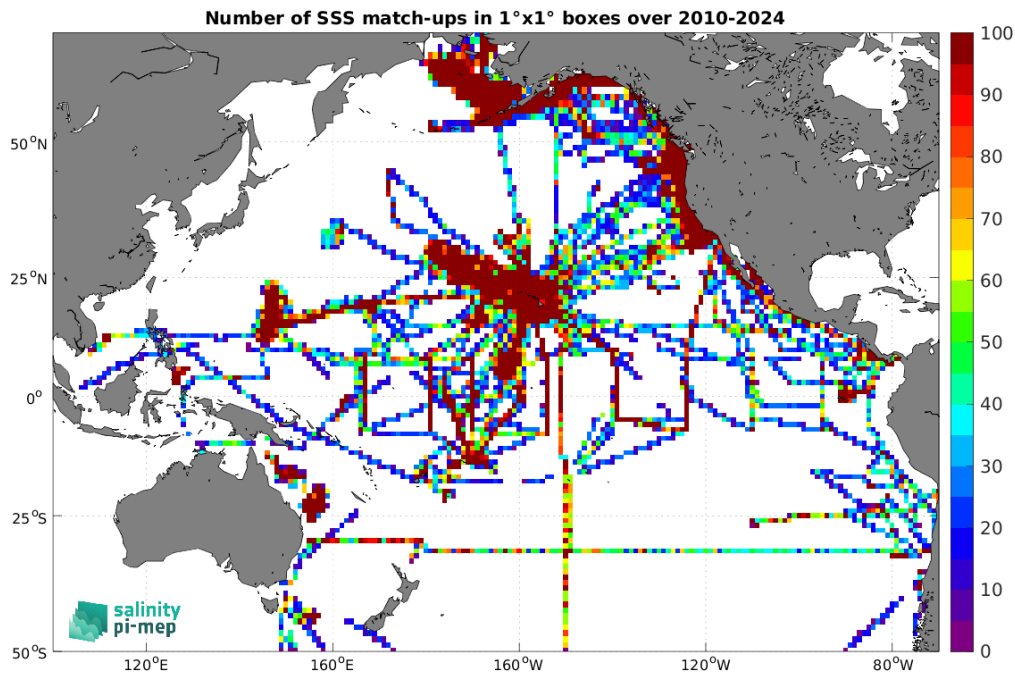 Number of SSS match-ups in 1°x1° boxes over 2010-2024
100
90
80
70
60
50
40
30
20
10
0
50°N
25°N
0°
25°S
50°S
120°E
160°E
160°W
120°W
80°W
salinity
pi-mep